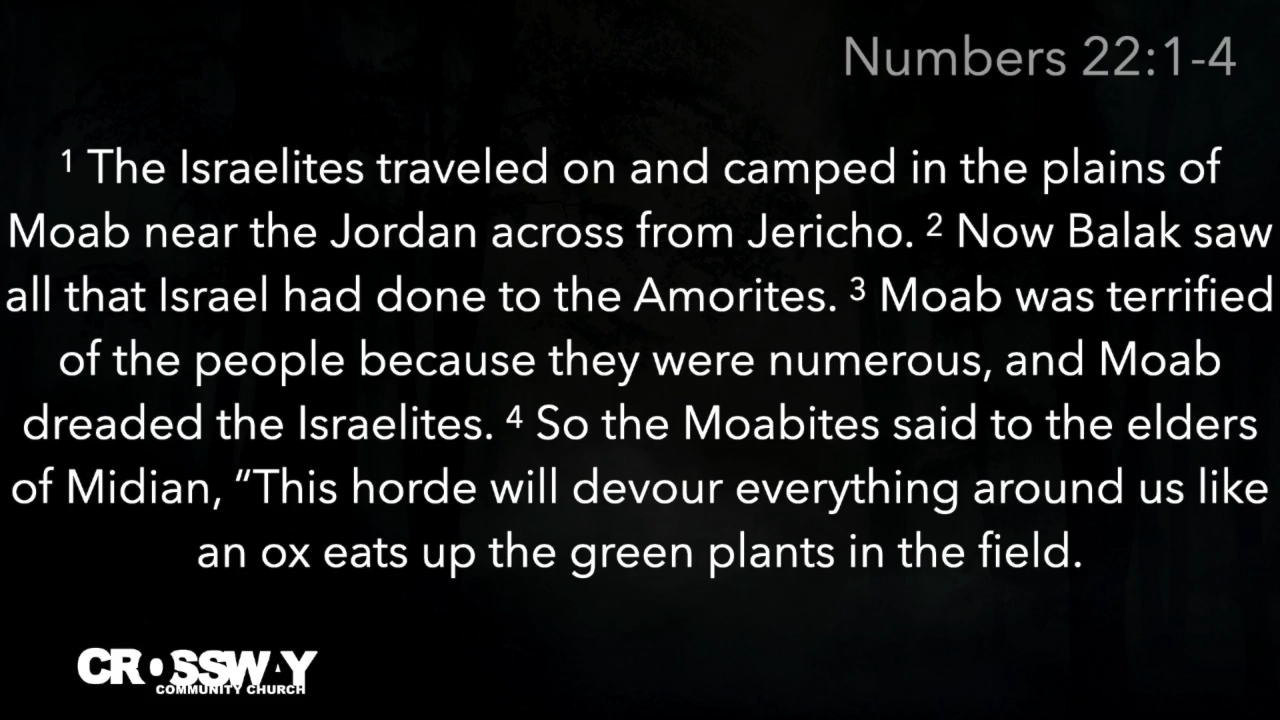 Numbers 22:1-4
¹ The Israelites traveled on and camped in the plains of
Moab near the Jordan across from Jericho. ² Now Balak saw
all that Israel had done to the Amorites. ³ Moab was terrified
of the people because they were numerous, and Moab
dreaded the Israelites. ⁴ So the Moabites said to the elders
of Midian, “This horde will devour everything around us like
an ox eats up the green plants in the field.
CROSSWAY
COMMUNITY CHURCH